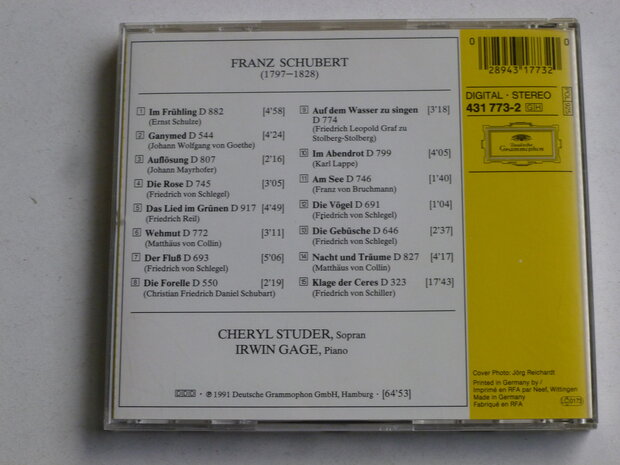 FRANZ SCHUBERT
(1797–1828)
1 Im Frühling D 882 [4'58]
(Ernst Schulze)
2 Ganymed D 544 [4'24]
(Johann Wolfgang von Goethe)
3 Auflösung D 807 [2'16]
(Johann Mayrhofer)
4 Die Rose D 745 [3'05]
(Friedrich von Schlegel)
5 Das Lied im Grünen D 917 [4'49]
(Friedrich Reil)
6 Wehmut D 772 [3'11]
(Matthäus von Collin)
7 Der Fluß D 693 [5'06]
(Friedrich von Schlegel)
8 Die Forelle D 550 [2'19]
(Christian Friedrich Daniel Schubart)
9 Auf dem Wasser zu singen [3'18]
D 774
(Friedrich Leopold Graf zu
Stolberg-Stolberg)
10 Im Abendrot D 799 [4'05]
(Karl Lappe)
11 Am See D 746 [1'40]
(Franz von Bruchmann)
12 Die Vögel D 691 [1'04]
(Friedrich von Schlegel)
13 Die Gebüsche D 646 [2'37]
(Friedrich von Schlegel)
14 Nacht und Träume D 827 [4'17]
(Matthäus von Collin)
15 Klage der Ceres D 323 [17'43]
(Friedrich von Schiller)
CHERYL STUDER, Sopran
IRWIN GAGE, Piano
DDD · ℗ 1991 Deutsche Grammophon GmbH, Hamburg · [64'53]
0 0
28943 17732
DIGITAL · STEREO
431 773-2 GH
Deutsche
Grammophon
Cover Photo: Jörg Reichardt
Printed in Germany by /
Imprimé en RFA par Neef, Wittingen
Made in Germany
Fabriqué en RFA